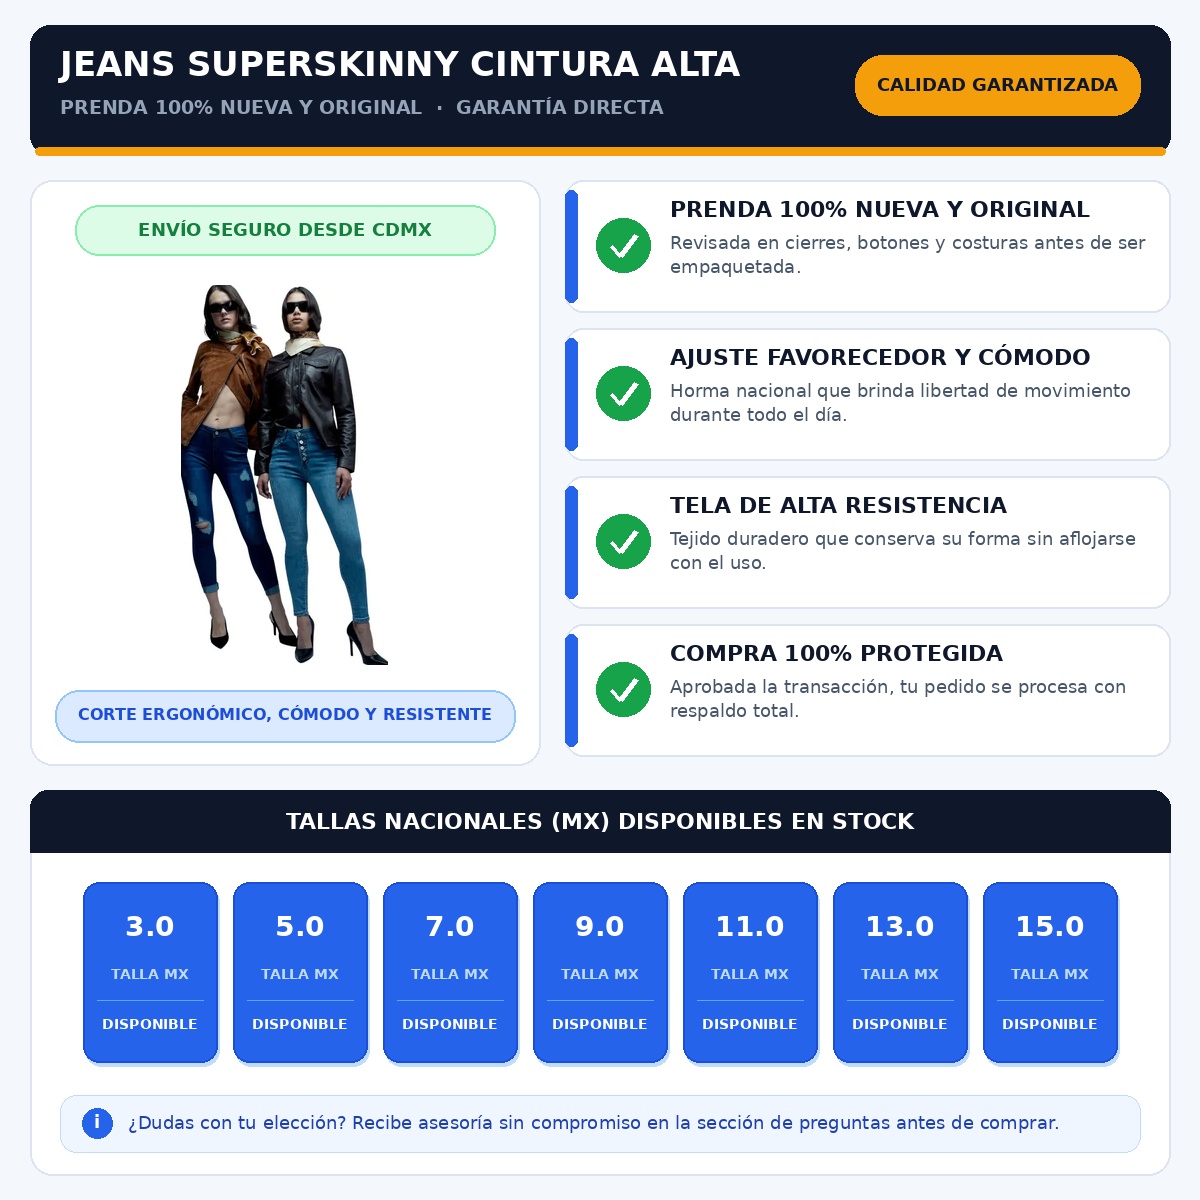 JEANS SUPERSKINNY CINTURA ALTA
PRENDA 100% NUEVA Y ORIGINAL · GARANTÍA DIRECTA
CALIDAD GARANTIZADA
ENVÍO SEGURO DESDE CDMX
CORTE ERGONÓMICO, CÓMODO Y RESISTENTE
PRENDA 100% NUEVA Y ORIGINAL
Revisada en cierres, botones y costuras antes de ser
empaquetada.
AJUSTE FAVORECEDOR Y CÓMODO
Horma nacional que brinda libertad de movimiento
durante todo el día.
TELA DE ALTA RESISTENCIA
Tejido duradero que conserva su forma sin aflojarse
con el uso.
COMPRA 100% PROTEGIDA
Aprobada la transacción, tu pedido se procesa con
respaldo total.
TALLAS NACIONALES (MX) DISPONIBLES EN STOCK
3.0 5.0 7.0 9.0 11.0 13.0 15.0
TALLA MX TALLA MX TALLA MX TALLA MX TALLA MX TALLA MX TALLA MX
DISPONIBLE DISPONIBLE DISPONIBLE DISPONIBLE DISPONIBLE DISPONIBLE DISPONIBLE
i ¿Dudas con tu elección? Recibe asesoría sin compromiso en la sección de preguntas antes de comprar.